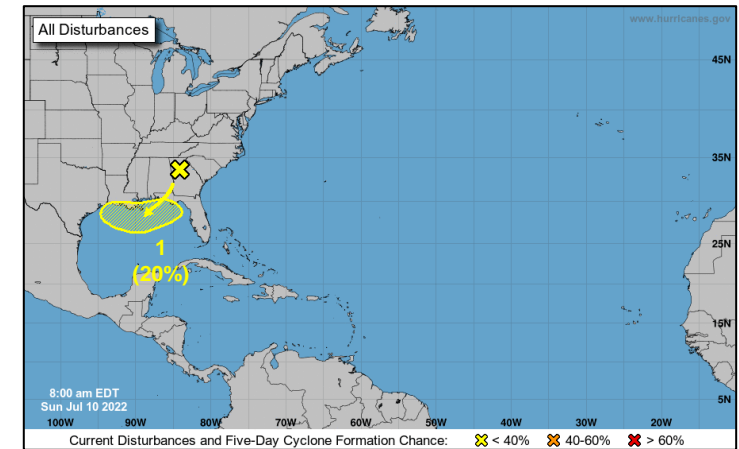 www.hurricanes.gov
All Disturbances
45N
35N
25N
15N
5N
1
(20%)
8:00 am EDT
Sun Jul 10 2022
100W 90W 80W 70W 60W 50W 40W 30W 20W
Current Disturbances and Five-Day Cyclone Formation Chance: < 40% 40-60% > 60%